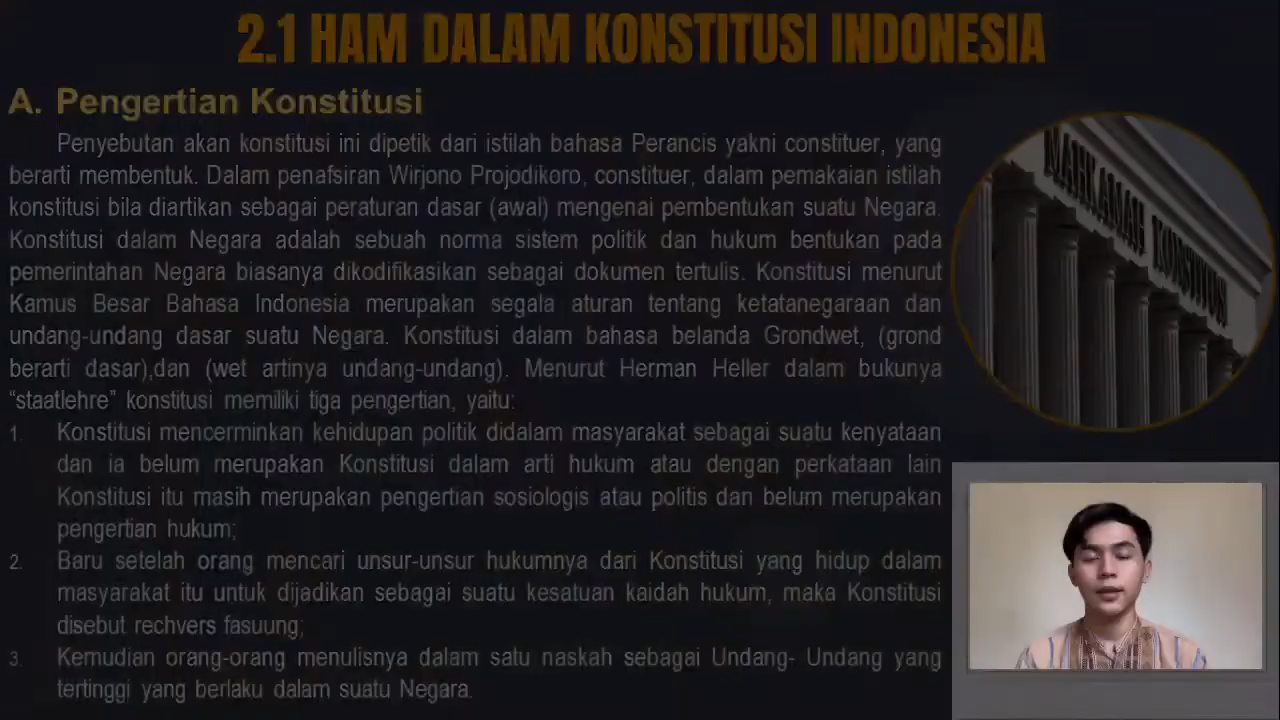 2.1 HAM DALAM KONSTITUSI INDONESIA
A. Pengertian Konstitusi
Penyebutan akan konstitusi ini dipetik dari istilah bahasa Perancis yakni constituer, yang
berarti membentuk. Dalam penafsiran Wirjono Projodikoro, constituer, dalam pemakaian istilah
konstitusi bila diartikan sebagai peraturan dasar (awal) mengenai pembentukan suatu Negara.
Konstitusi dalam Negara adalah sebuah norma sistem politik dan hukum bentukan pada
pemerintahan Negara biasanya dikodifikasikan sebagai dokumen tertulis. Konstitusi menurut
Kamus Besar Bahasa Indonesia merupakan segala aturan tentang ketatanegaraan dan
undang-undang dasar suatu Negara. Konstitusi dalam bahasa belanda Grondwet, (grond
berarti dasar),dan (wet artinya undang-undang). Menurut Herman Heller dalam bukunya
“staatlehre” konstitusi memiliki tiga pengertian, yaitu:
1. Konstitusi mencerminkan kehidupan politik didalam masyarakat sebagai suatu kenyataan
dan ia belum merupakan Konstitusi dalam arti hukum atau dengan perkataan lain
Konstitusi itu masih merupakan pengertian sosiologis atau politis dan belum merupakan
pengertian hukum;
2. Baru setelah orang mencari unsur-unsur hukumnya dari Konstitusi yang hidup dalam
masyarakat itu untuk dijadikan sebagai suatu kesatuan kaidah hukum, maka Konstitusi
disebut rechvers fasuung;
3. Kemudian orang-orang menulisnya dalam satu naskah sebagai Undang- Undang yang
tertinggi yang berlaku dalam suatu Negara.
MAHKAMAH KONSTITUSI